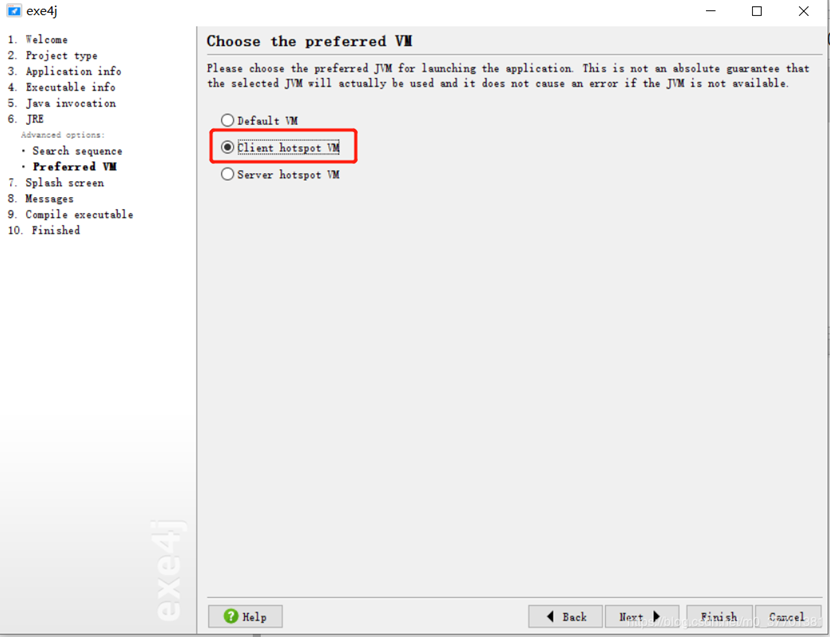 exe4j
1. Welcome
2. Project type
3. Application info
4. Executable info
5. Java invocation
6. JRE
Advanced options:
· Search sequence
· Preferred VM
7. Splash screen
8. Messages
9. Compile executable
10. Finished
exe4j
Choose the preferred VM
Please choose the preferred JVM for launching the application. This is not an absolute guarantee that
the selected JVM will actually be used and it does not cause an error if the JVM is not available.
Default VM
Client hotspot VM
Server hotspot VM
Help
Back
Next
Finish
Cancel